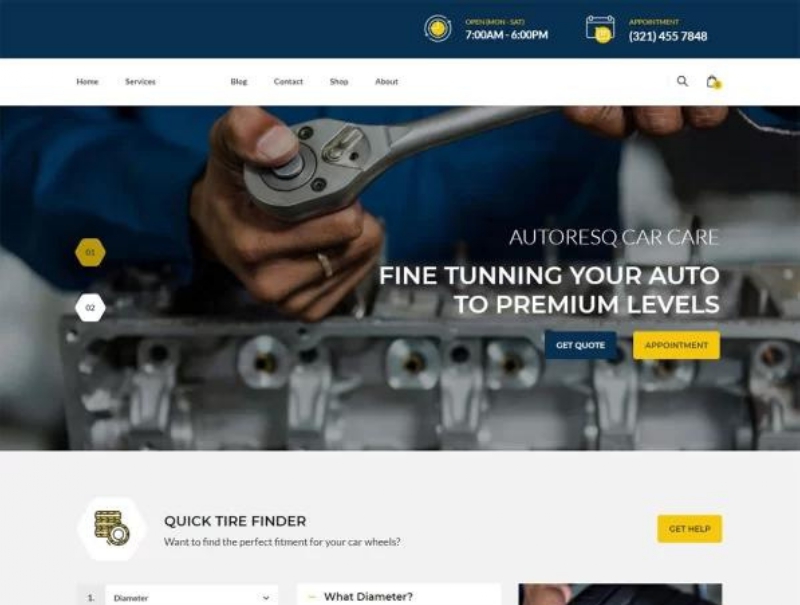 OPEN (MON - SAT)
7:00AM - 6:00PM
APPOINTMENT
(321) 455 7848
Home
Services
Blog
Contact
Shop
About
AUTORESQ CAR CARE
FINE TUNNING YOUR AUTO
TO PREMIUM LEVELS
01
02
GET QUOTE
APPOINTMENT
QUICK TIRE FINDER
Want to find the perfect fitment for your car wheels?
GET HELP
1.
Diameter
What Diameter?